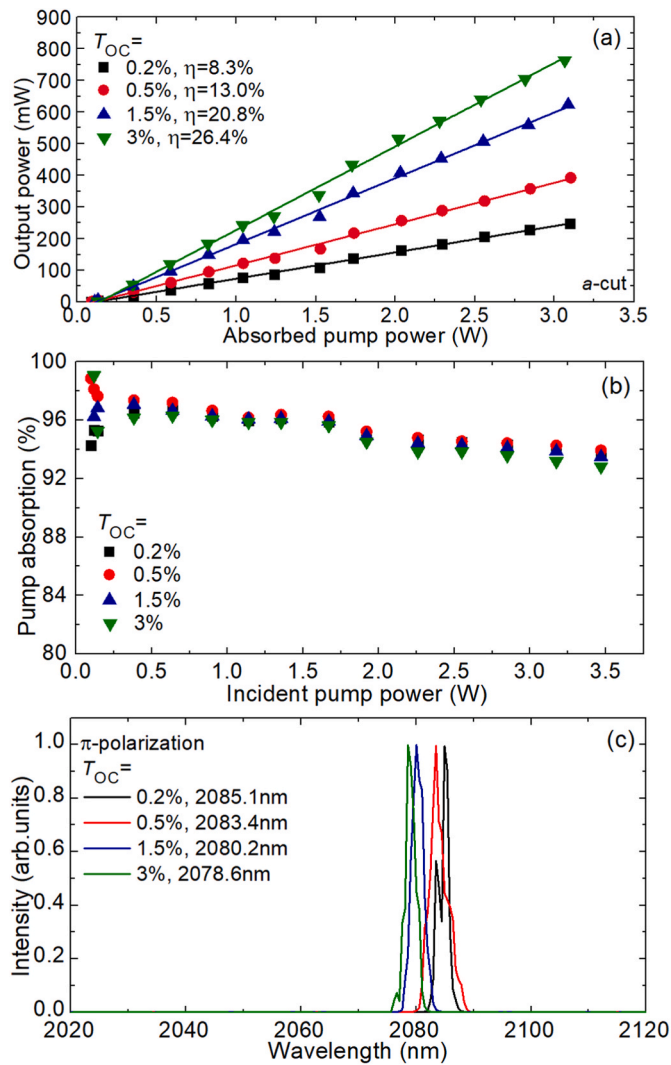 900
800
700
600
500
400
300
200
100
0
Output power (mW)
T_OC=
0.2%, η=8.3%
0.5%, η=13.0%
1.5%, η=20.8%
3%, η=26.4%
(a)
a-cut
0.0 0.5 1.0 1.5 2.0 2.5 3.0 3.5
Absorbed pump power (W)
100
96
92
88
84
80
Pump absorption (%)
(b)
T_OC=
0.2%
0.5%
1.5%
3%
0.0 0.5 1.0 1.5 2.0 2.5 3.0 3.5
Incident pump power (W)
1.0
0.8
0.6
0.4
0.2
0.0
Intensity (arb.units)
π-polarization
(c)
T_OC=
0.2%, 2085.1nm
0.5%, 2083.4nm
1.5%, 2080.2nm
3%, 2078.6nm
2020 2040 2060 2080 2100 2120
Wavelength (nm)